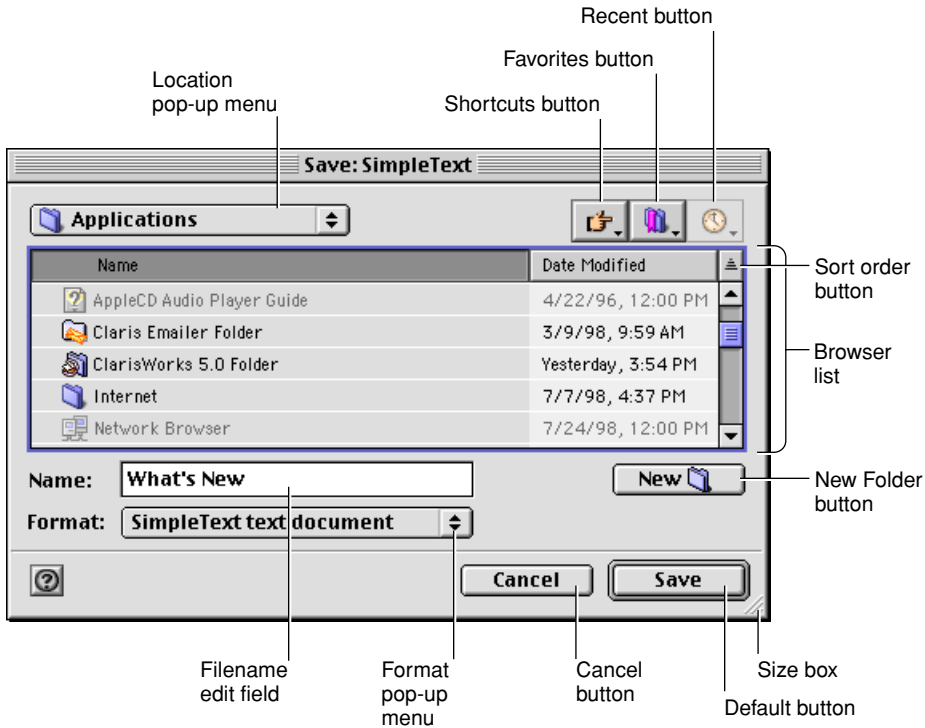 Recent button
Favorites button
Location
pop-up menu
Shortcuts button
Save: SimpleText
Applications
Name Date Modified
AppleCD Audio Player Guide 4/22/96, 12:00 PM
Claris Emailer Folder 3/9/98, 9:59 AM
ClarisWorks 5.0 Folder Yesterday, 3:54 PM
Internet 7/7/98, 4:37 PM
Network Browser 7/24/98, 12:00 PM
Sort order
button
Browser
list
Name: What's New
New
New Folder
button
Format: SimpleText text document
?
Cancel
Save
Filename
edit field
Format
pop-up
menu
Cancel
button
Size box
Default button